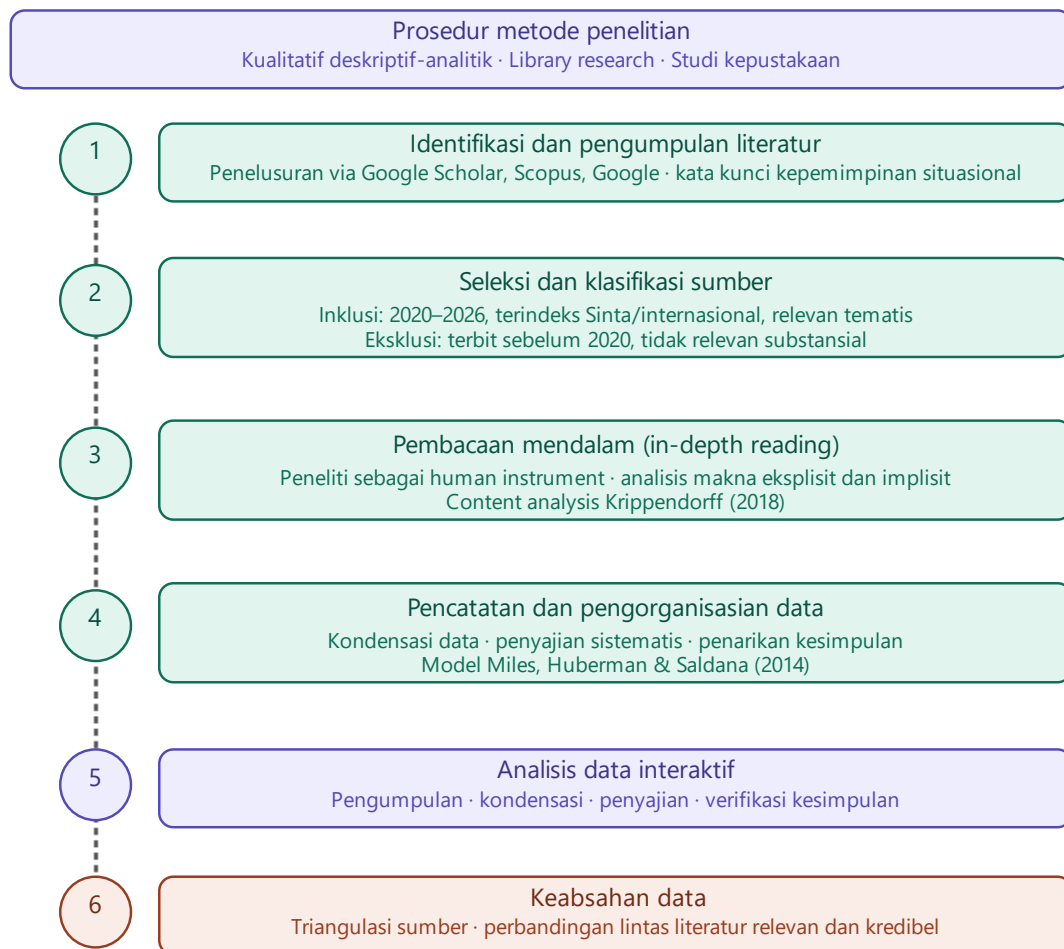 Prosedur metode penelitian
Kualitatif deskriptif-analitik · Library research · Studi kepustakaan
1
Identifikasi dan pengumpulan literatur
Penelusuran via Google Scholar, Scopus, Google · kata kunci kepemimpinan situasional
2
Seleksi dan klasifikasi sumber
Inklusi: 2020–2026, terindeks Sinta/internasional, relevan tematis
Eksklusi: terbit sebelum 2020, tidak relevan substansial
3
Pembacaan mendalam (in-depth reading)
Peneliti sebagai human instrument · analisis makna eksplisit dan implisit
Content analysis Krippendorff (2018)
4
Pencatatan dan pengorganisasian data
Kondensasi data · penyajian sistematis · penarikan kesimpulan
Model Miles, Huberman & Saldana (2014)
5
Analisis data interaktif
Pengumpulan · kondensasi · penyajian · verifikasi kesimpulan
6
Keabsahan data
Triangulasi sumber · perbandingan lintas literatur relevan dan kredibel